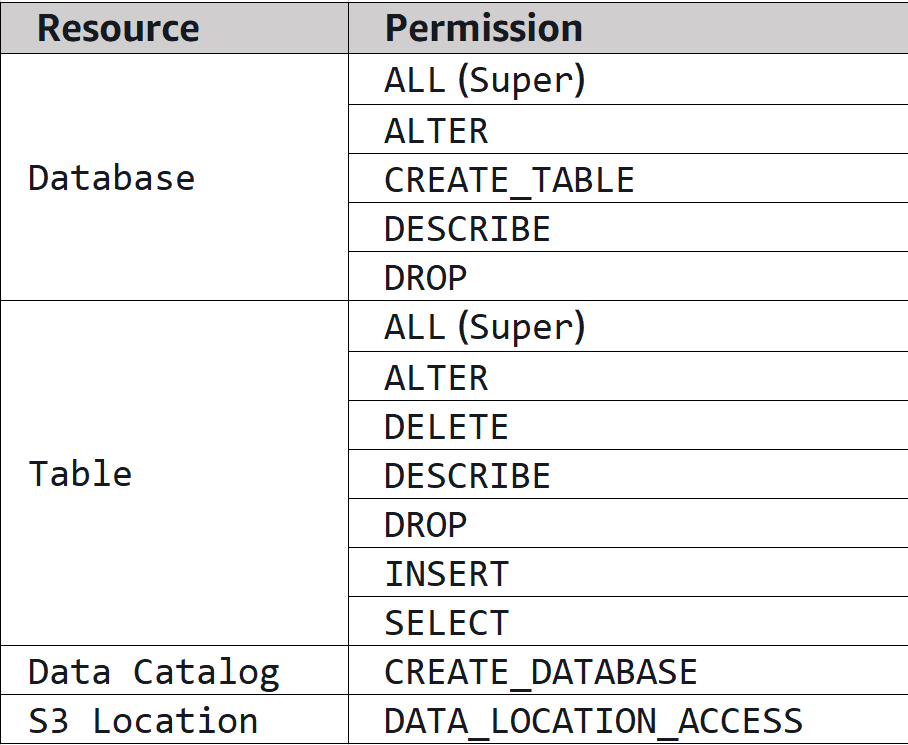 Resource Permission
Database
ALL (Super)
ALTER
CREATE_TABLE
DESCRIBE
DROP
Table
ALL (Super)
ALTER
DELETE
DESCRIBE
DROP
INSERT
SELECT
Data Catalog CREATE_DATABASE
S3 Location DATA_LOCATION_ACCESS